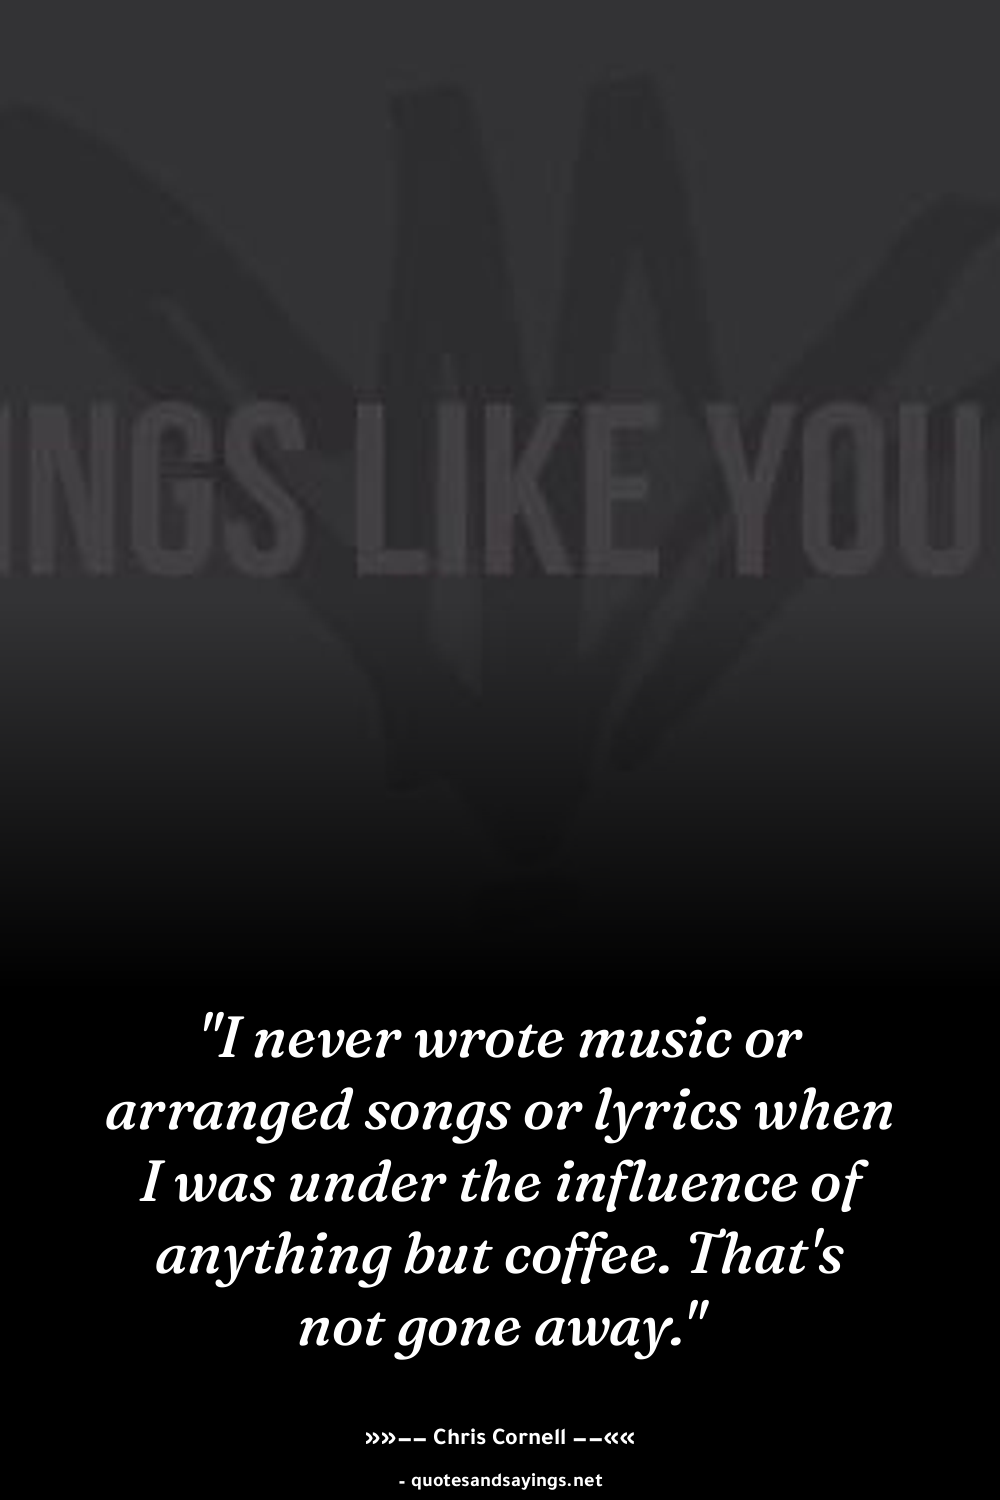 INGS LIKE YOU
"I never wrote music or
arranged songs or lyrics when
I was under the influence of
anything but coffee. That's
not gone away."
»»−− Chris Cornell −−««
- quotesandsayings.net